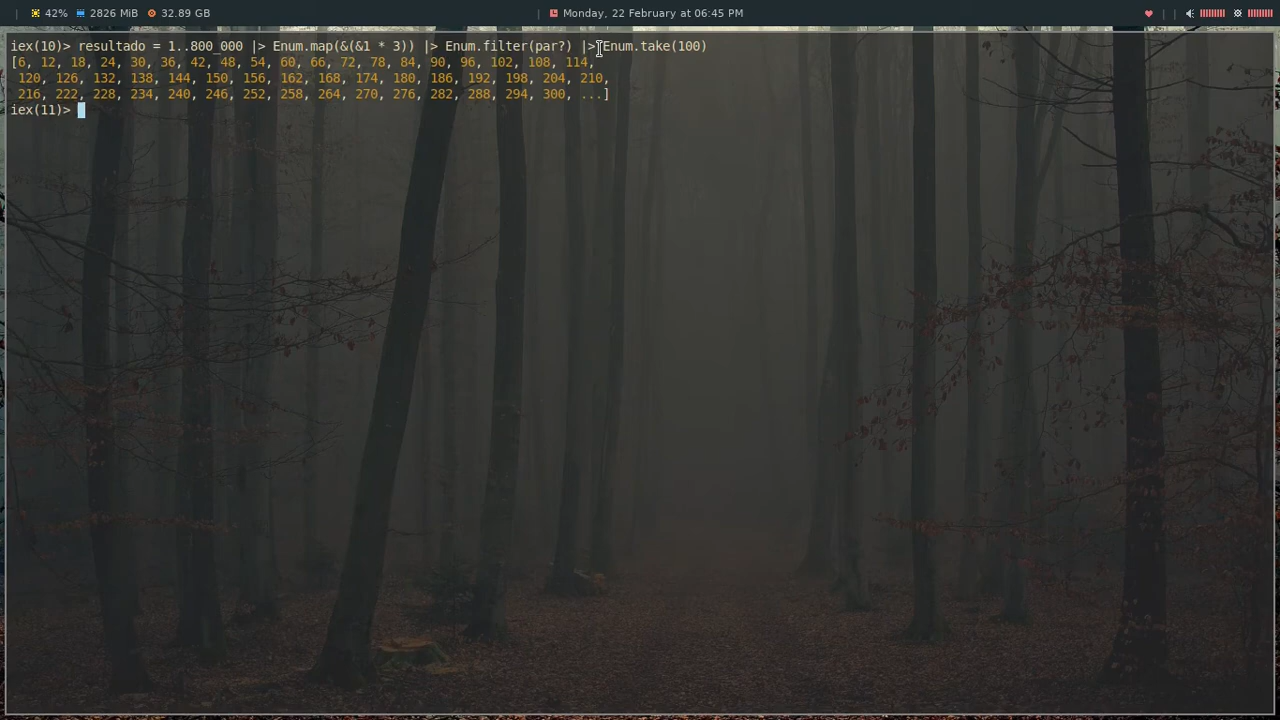 42% 2826 MiB 32.89 GB Monday, 22 February at 06:45 PM
iex(10)> resultado = 1..800_000 |> Enum.map(&(&1 * 3)) |> Enum.filter(par?) |> Enum.take(100)
[6, 12, 18, 24, 30, 36, 42, 48, 54, 60, 66, 72, 78, 84, 90, 96, 102, 108, 114,
120, 126, 132, 138, 144, 150, 156, 162, 168, 174, 180, 186, 192, 198, 204, 210,
216, 222, 228, 234, 240, 246, 252, 258, 264, 270, 276, 282, 288, 294, 300, ...]
iex(11)>